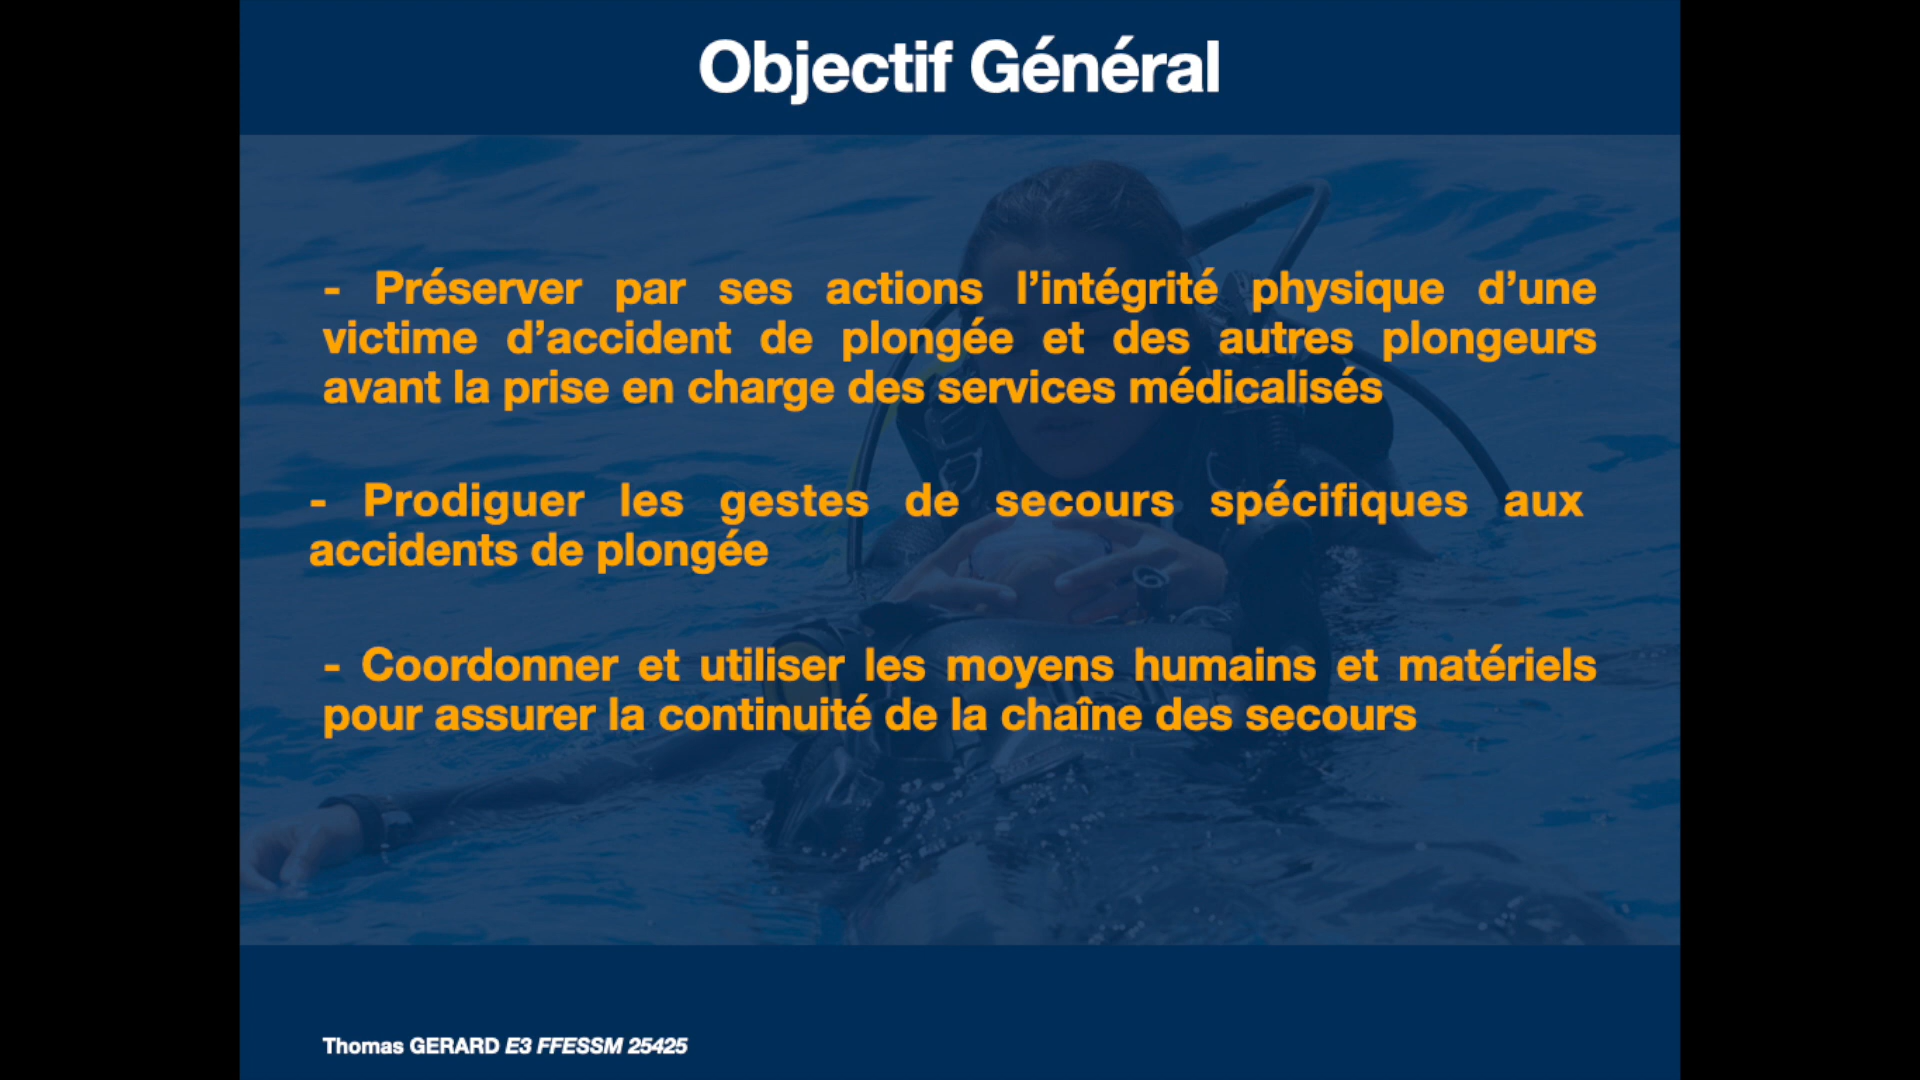 Objectif Général
- Préserver par ses actions l’intégrité physique d’une
victime d’accident de plongée et des autres plongeurs
avant la prise en charge des services médicalisés
- Prodiguer les gestes de secours spécifiques aux
accidents de plongée
- Coordonner et utiliser les moyens humains et matériels
pour assurer la continuité de la chaîne des secours
Thomas GERARD E3 FFESSM 25425